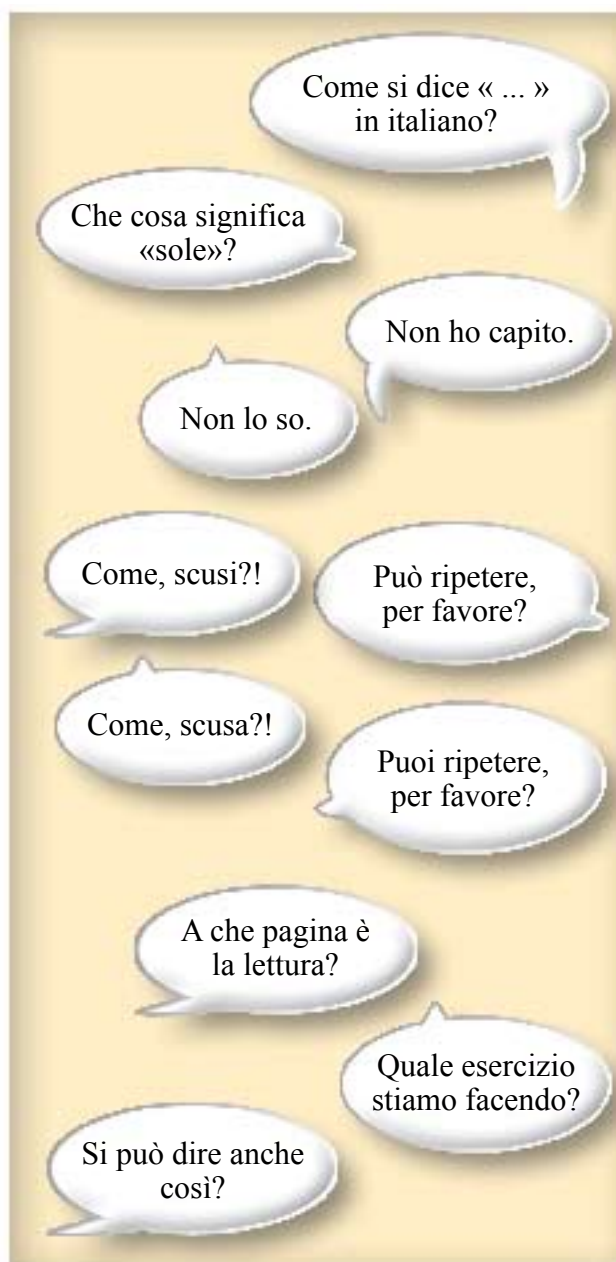 Come si dice « ... »
in italiano?
Che cosa significa
«sole»?
Non ho capito.
Non lo so.
Come, scusi?!
Può ripetere,
per favore?
Come, scusa?!
Puoi ripetere,
per favore?
A che pagina è
la lettura?
Quale esercizio
stiamo facendo?
Si può dire anche
così?